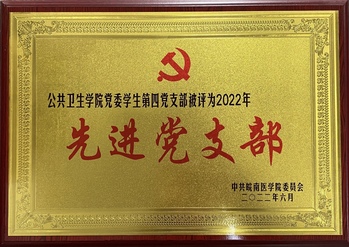 公共卫生学院党委学生第四党支部被评为2022年
先进党支部
中共皖南医学院委员会
二〇二二年六月